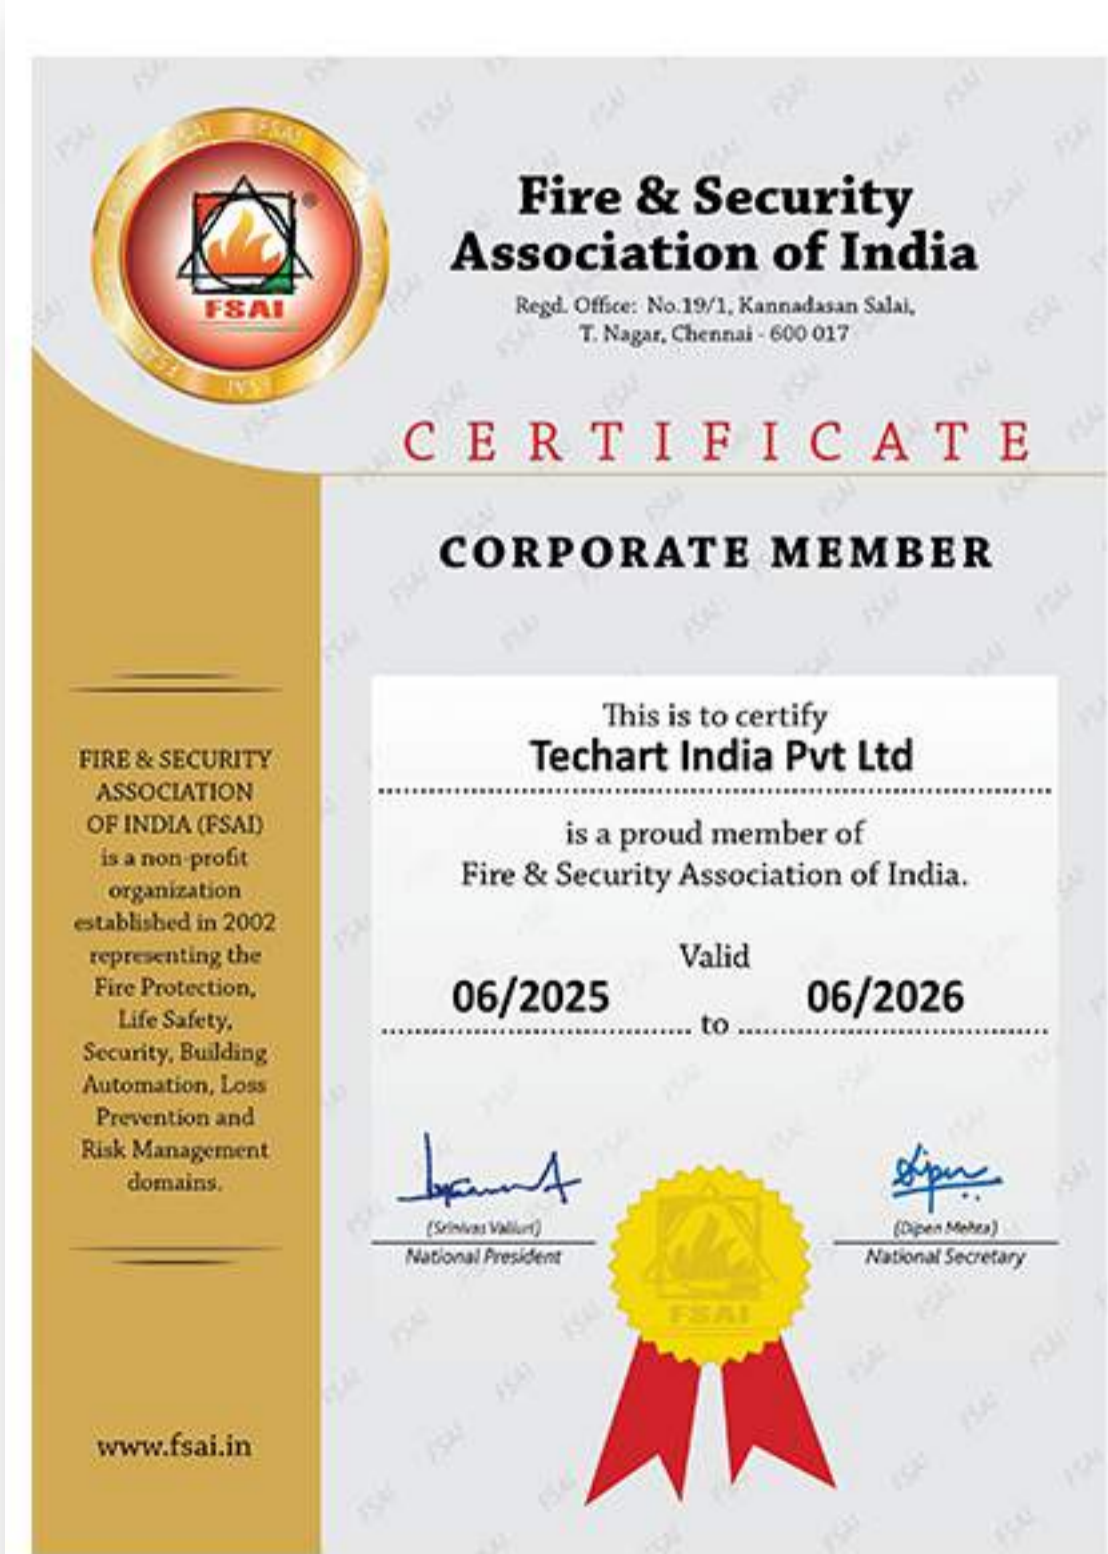 FSAI
Fire & Security
Association of India
Regd. Office: No.19/1, Kannadasan Salai,
T. Nagar, Chennai - 600 017
CERTIFICATE
CORPORATE MEMBER
FIRE & SECURITY
ASSOCIATION
OF INDIA (FSAI)
is a non-profit
organization
established in 2002
representing the
Fire Protection,
Life Safety,
Security, Building
Automation, Loss
Prevention and
Risk Management
domains.
www.fsai.in
This is to certify
Techart India Pvt Ltd
is a proud member of
Fire & Security Association of India.
Valid
06/2025 to 06/2026
(Srinivas Valluri)
National President
(Dipen Mehta)
National Secretary
FSAI